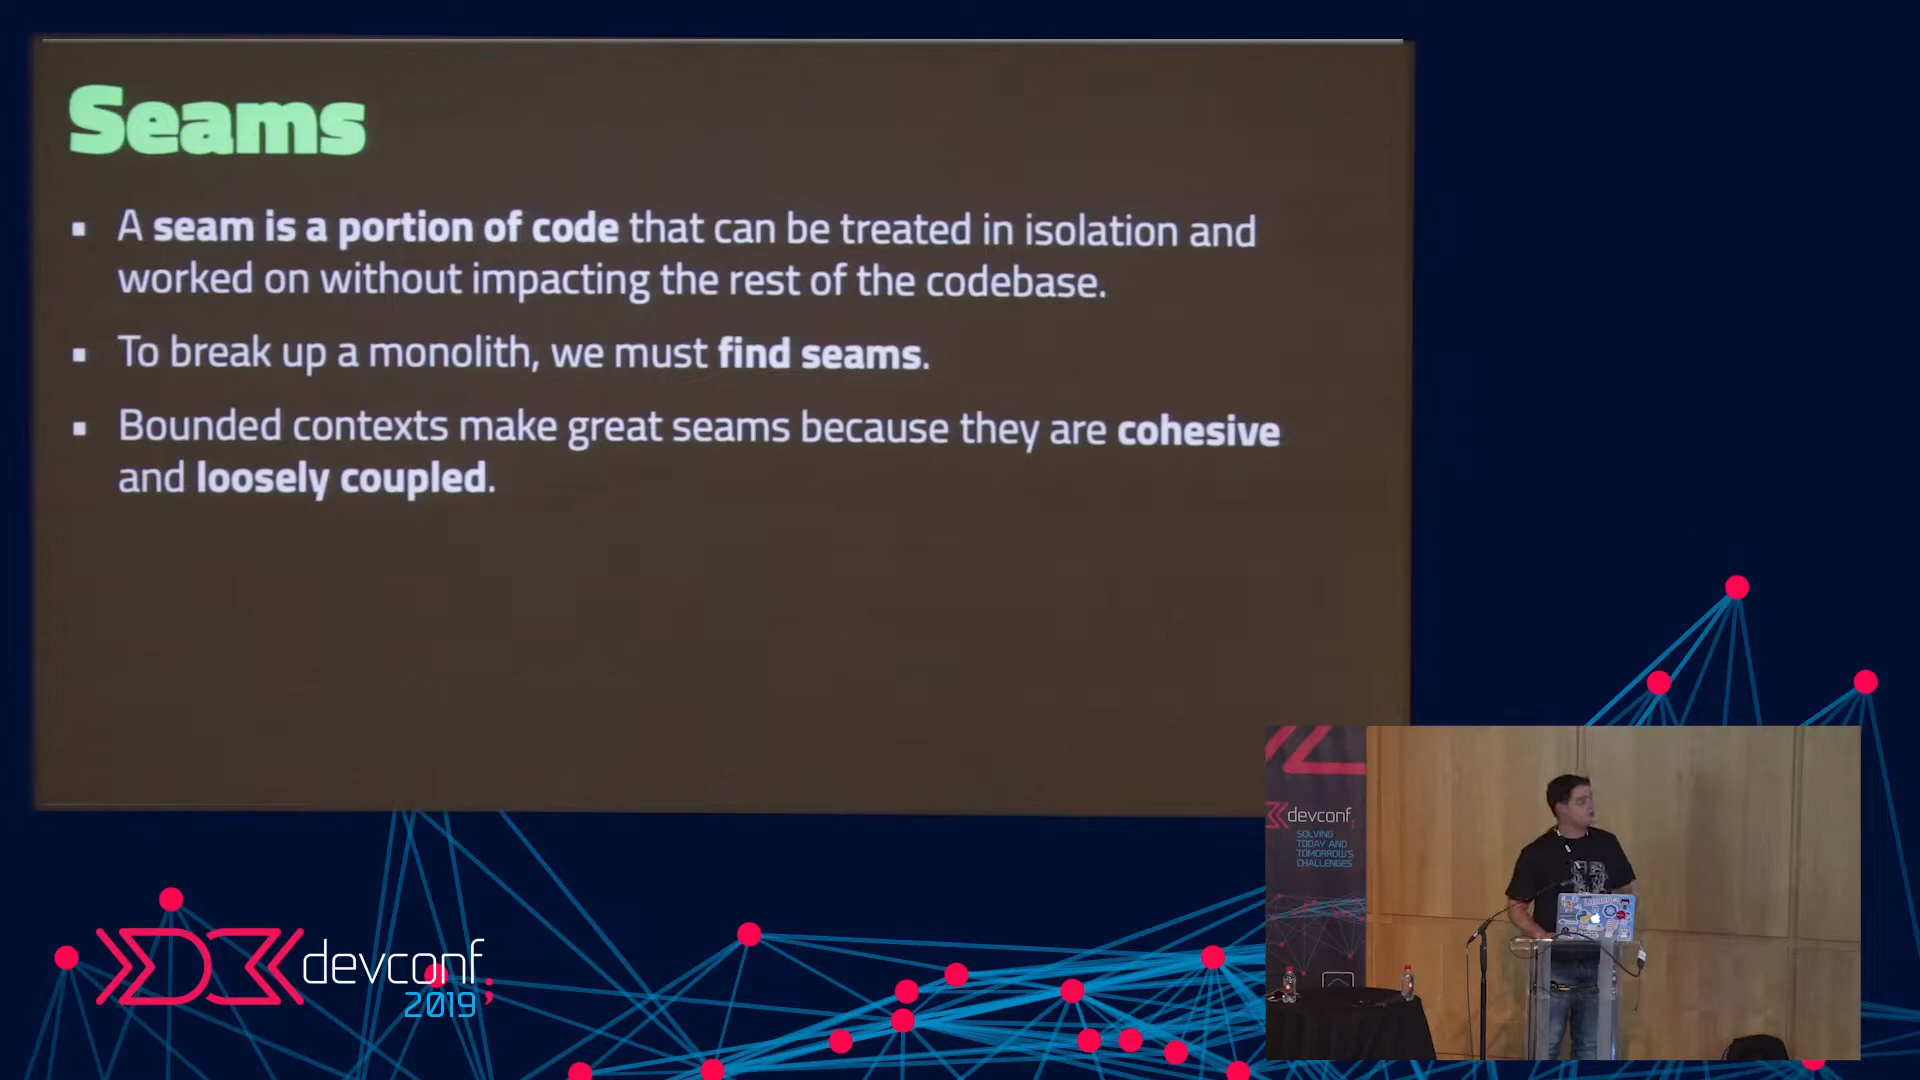 Seams
▪ A seam is a portion of code that can be treated in isolation and
worked on without impacting the rest of the codebase.
▪ To break up a monolith, we must find seams.
▪ Bounded contexts make great seams because they are cohesive
and loosely coupled.
devconf;
SOLVING
TODAY AND
TOMORROW'S
CHALLENGES
devconf;
2019